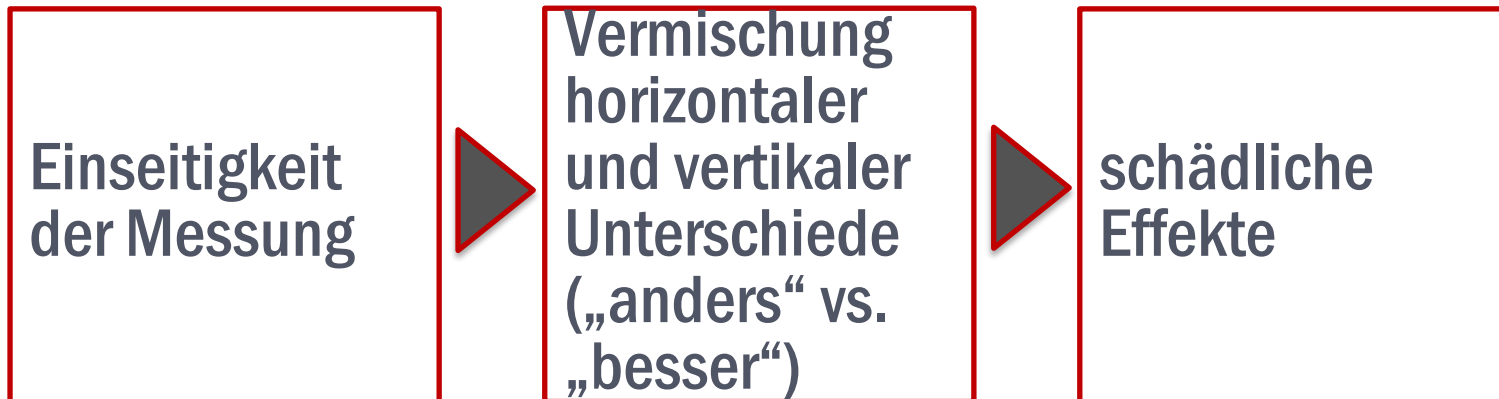 Einseitigkeit
der Messung
Vermischung
horizontaler
und vertikaler
Unterschiede
(„anders“ vs.
„besser“)
schädliche
Effekte